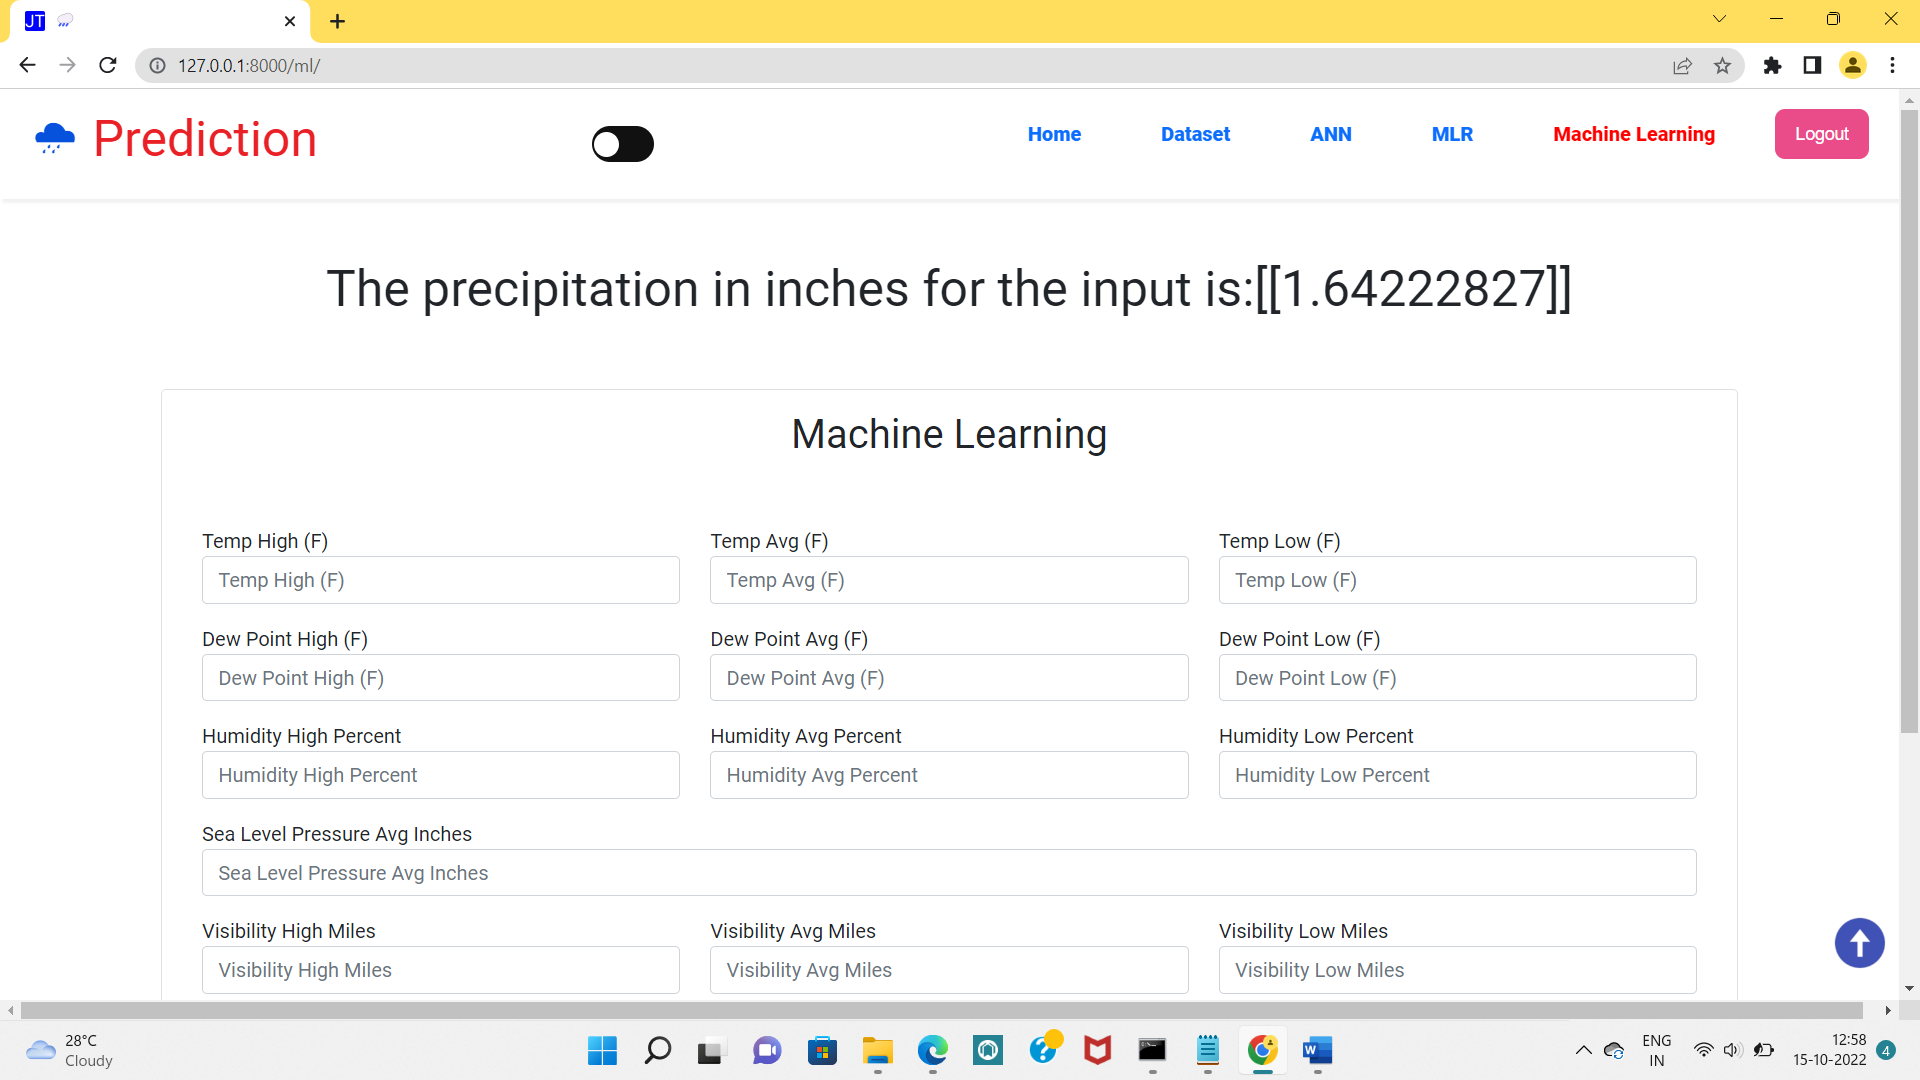 JT
127.0.0.1:8000/ml/
Prediction
Home Dataset ANN MLR Machine Learning Logout
The precipitation in inches for the input is:[[1.64222827]]
Machine Learning
Temp High (F) Temp Avg (F) Temp Low (F)
Temp High (F) Temp Avg (F) Temp Low (F)
Dew Point High (F) Dew Point Avg (F) Dew Point Low (F)
Dew Point High (F) Dew Point Avg (F) Dew Point Low (F)
Humidity High Percent Humidity Avg Percent Humidity Low Percent
Humidity High Percent Humidity Avg Percent Humidity Low Percent
Sea Level Pressure Avg Inches
Sea Level Pressure Avg Inches
Visibility High Miles Visibility Avg Miles Visibility Low Miles
Visibility High Miles Visibility Avg Miles Visibility Low Miles
28°C
Cloudy
W
ENG
IN
12:58
15-10-2022
4